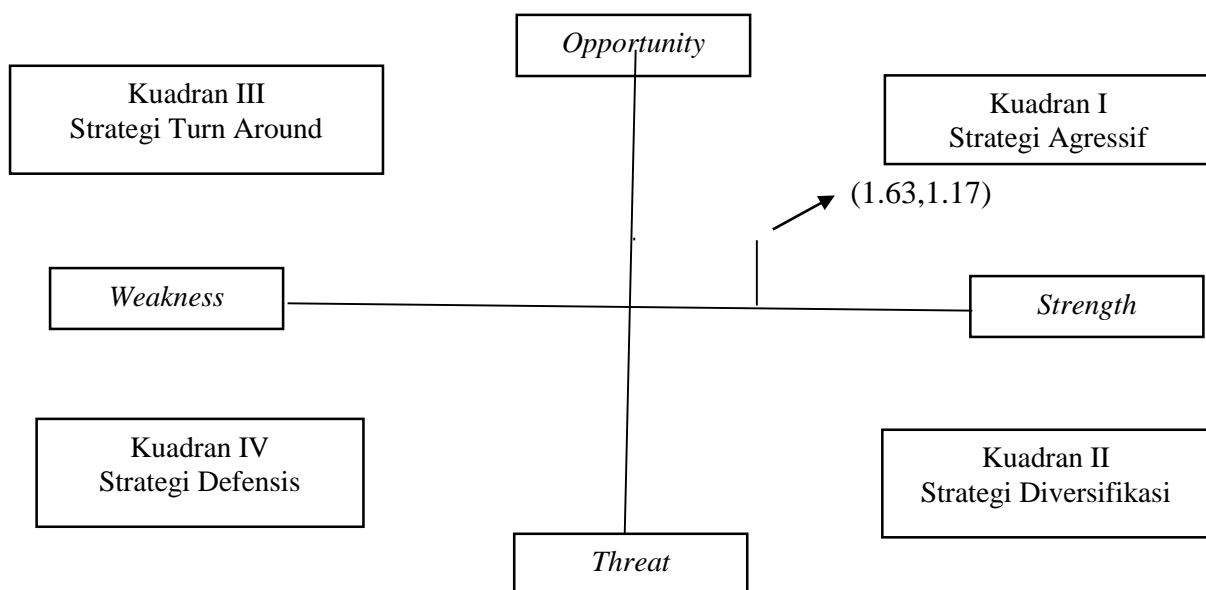 Opportunity
Kuadran III
Strategi Turn Around
Kuadran I
Strategi Agressif
(1.63,1.17)
Weakness
Strength
Kuadran IV
Strategi Defensis
Kuadran II
Strategi Diversifikasi
Threat